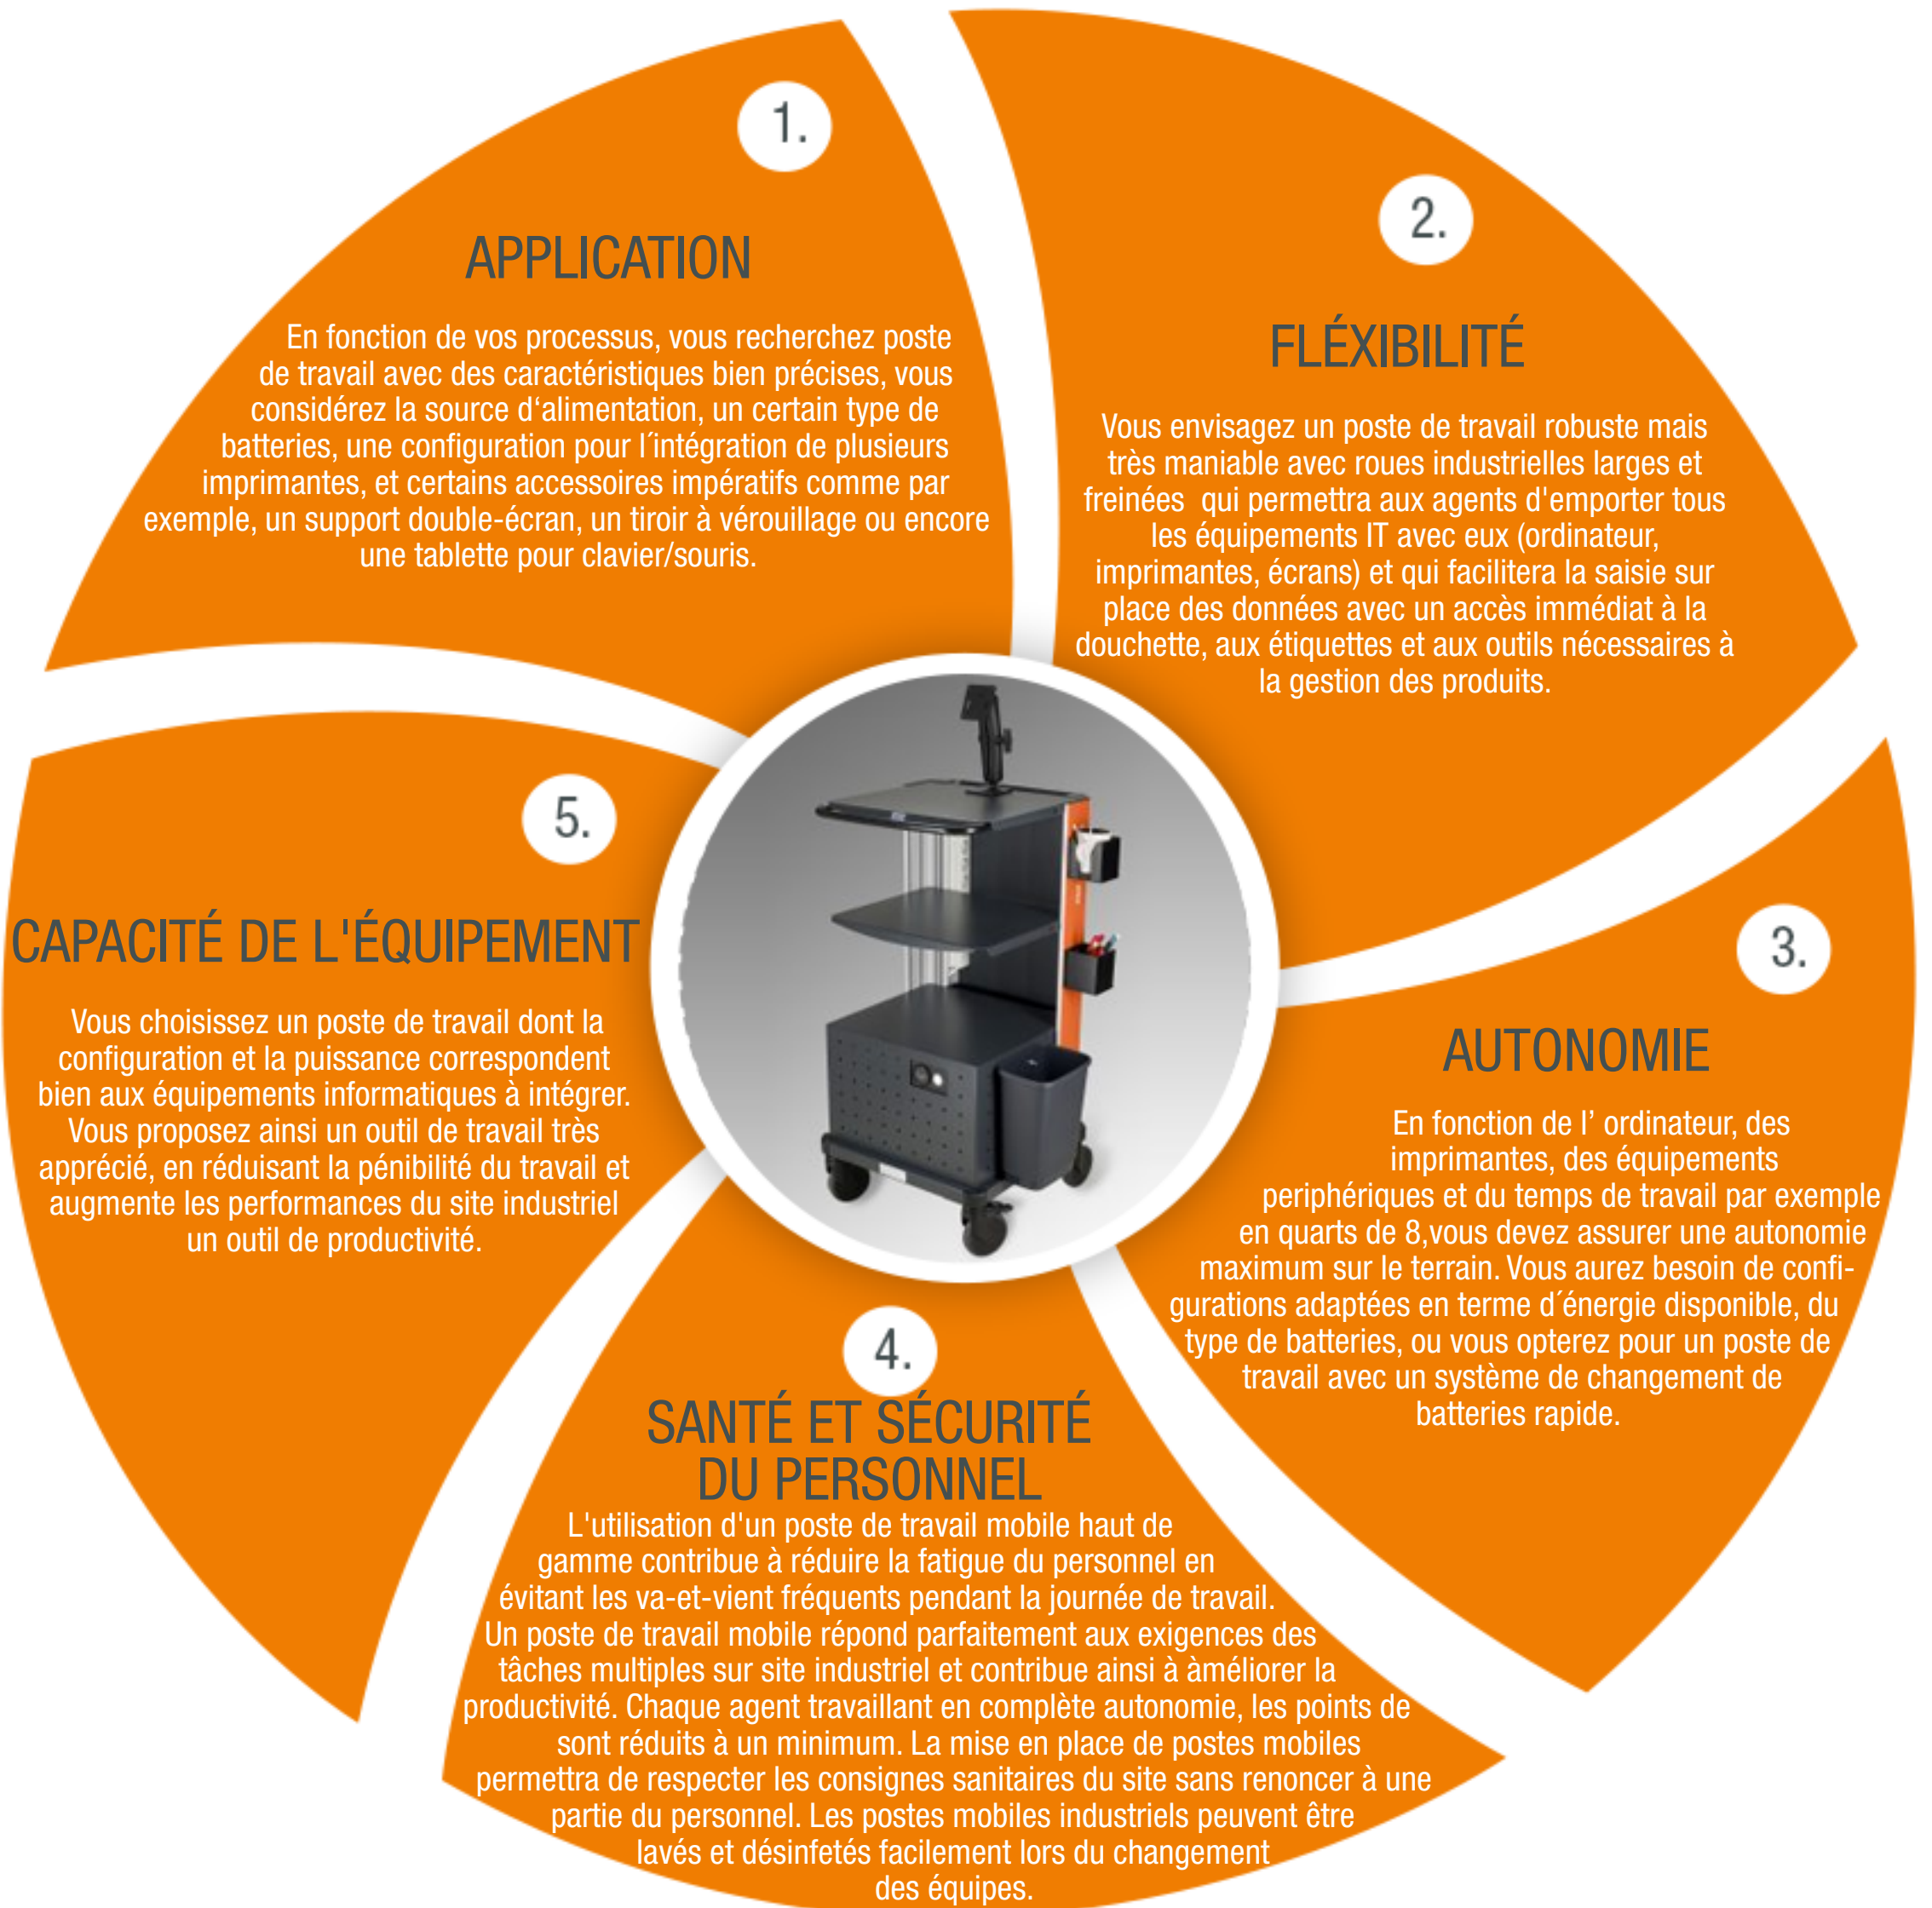 1.
APPLICATION
En fonction de vos processus, vous recherchez poste
de travail avec des caractéristiques bien précises, vous
considérez la source d‘alimentation, un certain type de
batteries, une configuration pour l´intégration de plusieurs
imprimantes, et certains accessoires impératifs comme par
exemple, un support double-écran, un tiroir à vérouillage ou encore
une tablette pour clavier/souris.
2.
FLÉXIBILITÉ
Vous envisagez un poste de travail robuste mais
très maniable avec roues industrielles larges et
freinées  qui permettra aux agents d'emporter tous
les équipements IT avec eux (ordinateur,
imprimantes, écrans) et qui facilitera la saisie sur
place des données avec un accès immédiat à la
douchette, aux étiquettes et aux outils nécessaires à
la gestion des produits.
3.
AUTONOMIE
En fonction de l’ ordinateur, des
imprimantes, des équipements
periphériques et du temps de travail par exemple
en quarts de 8,vous devez assurer une autonomie
maximum sur le terrain. Vous aurez besoin de confi-
gurations adaptées en terme d´énergie disponible, du
type de batteries, ou vous opterez pour un poste de
travail avec un système de changement de
batteries rapide.
4.
SANTÉ ET SÉCURITÉ
DU PERSONNEL
L'utilisation d'un poste de travail mobile haut de
gamme contribue à réduire la fatigue du personnel en
évitant les va-et-vient fréquents pendant la journée de travail.
Un poste de travail mobile répond parfaitement aux exigences des
tâches multiples sur site industriel et contribue ainsi à àméliorer la
productivité. Chaque agent travaillant en complète autonomie, les points de
sont réduits à un minimum. La mise en place de postes mobiles
permettra de respecter les consignes sanitaires du site sans renoncer à une
partie du personnel. Les postes mobiles industriels peuvent être
lavés et désinfetés facilement lors du changement
des équipes.
5.
CAPACITÉ DE L'ÉQUIPEMENT
Vous choisissez un poste de travail dont la
configuration et la puissance correspondent
bien aux équipements informatiques à intégrer.
Vous proposez ainsi un outil de travail très
apprécié, en réduisant la pénibilité du travail et
augmente les performances du site industriel
un outil de productivité.